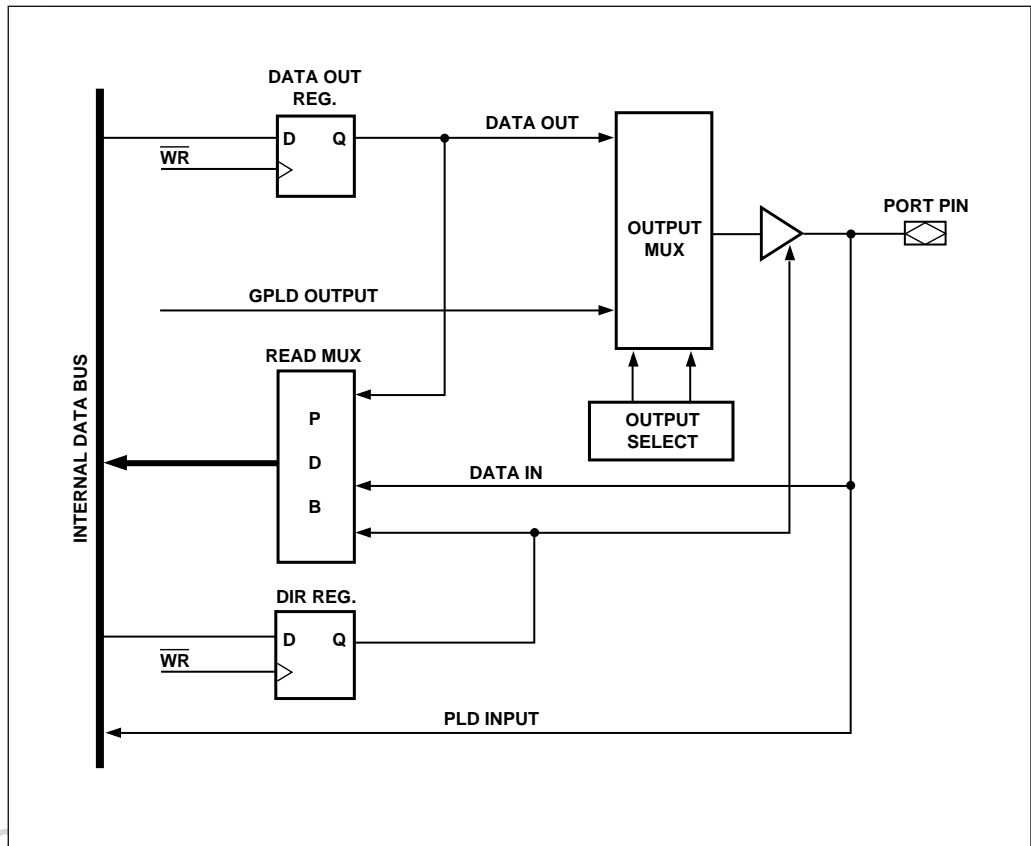 DATA OUT
REG.
D Q
WR
DATA OUT
OUTPUT
MUX
PORT PIN
GPLD OUTPUT
READ MUX
P
D
B
OUTPUT
SELECT
DATA IN
INTERNAL DATA BUS
DIR REG.
D Q
WR
PLD INPUT